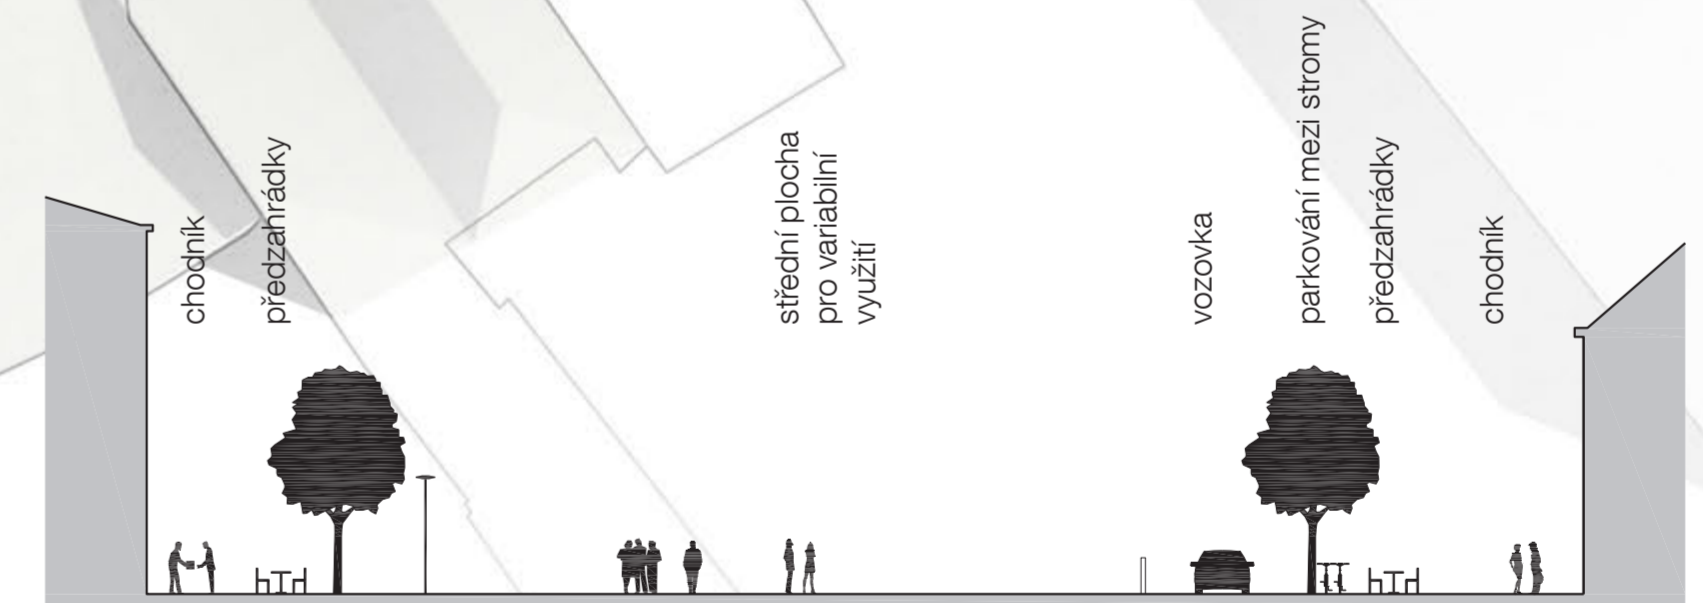 chodník
předzahrádky
střední plocha
pro variabilní
využití
vozovka
parkování mezi stromy
předzahrádky
chodník